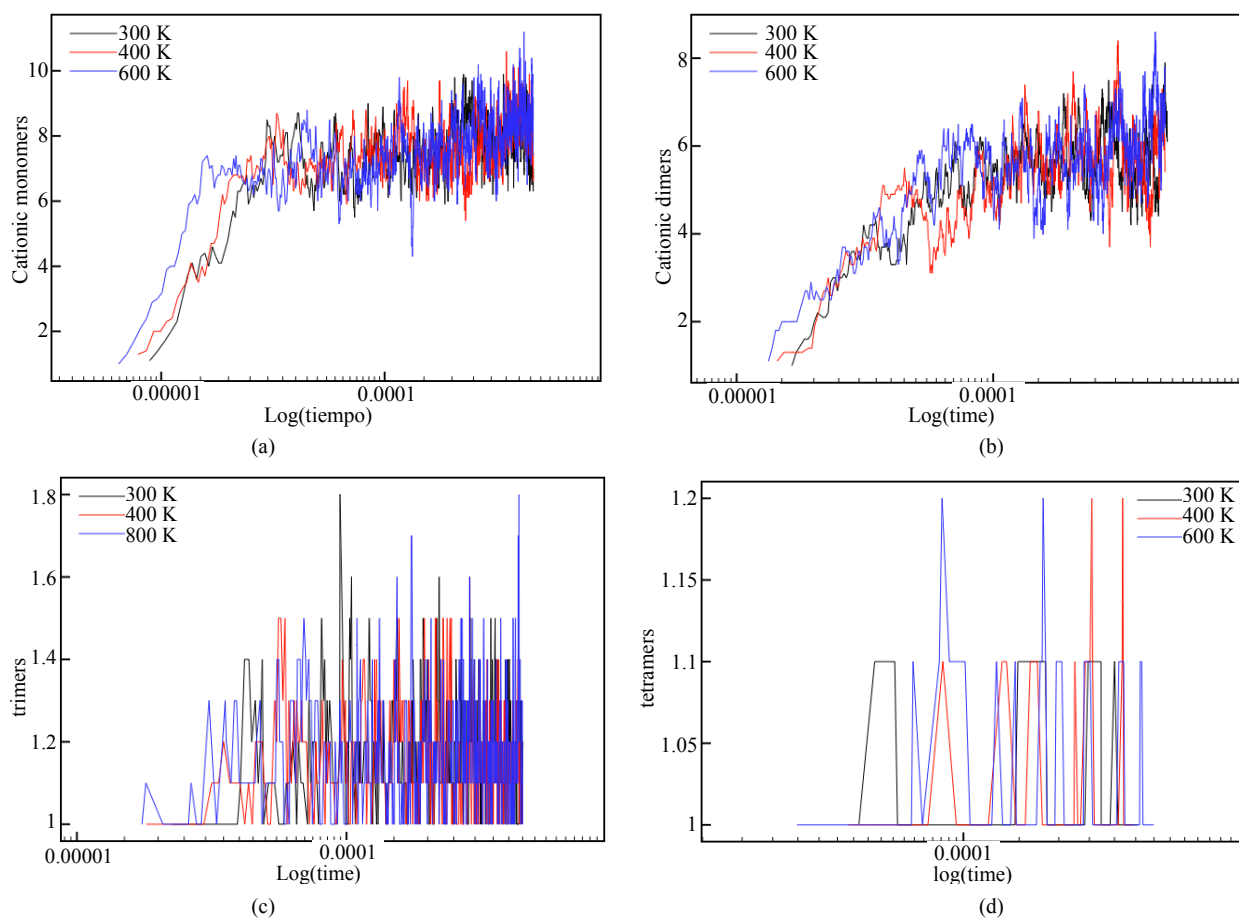 300 K
400 K
600 K
10
8
6
4
2
Cationic monomers
0.00001
0.0001
Log(tiempo)
(a)
300 K
400 K
600 K
8
6
4
2
Cationic dimers
0.00001
0.0001
Log(time)
(b)
300 K
400 K
800 K
1.8
1.6
1.4
1.2
1
trimers
0.00001
0.0001
Log(time)
(c)
300 K
400 K
600 K
1.2
1.15
1.10
1.05
1
tetramers
0.0001
log(time)
(d)